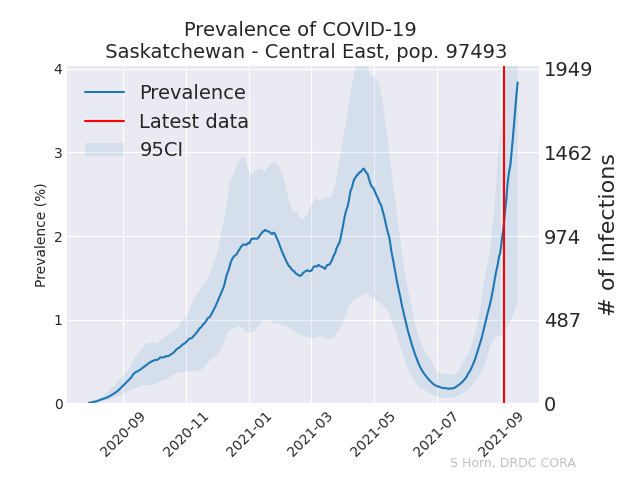 Prevalence of COVID-19
Saskatchewan - Central East, pop. 97493
Prevalence
Latest data
95CI
Prevalence (%)
4
3
2
1
0
1949
1462
974
487
0
# of infections
2020-09
2020-11
2021-01
2021-03
2021-05
2021-07
2021-09
S Horn, DRDC CORA